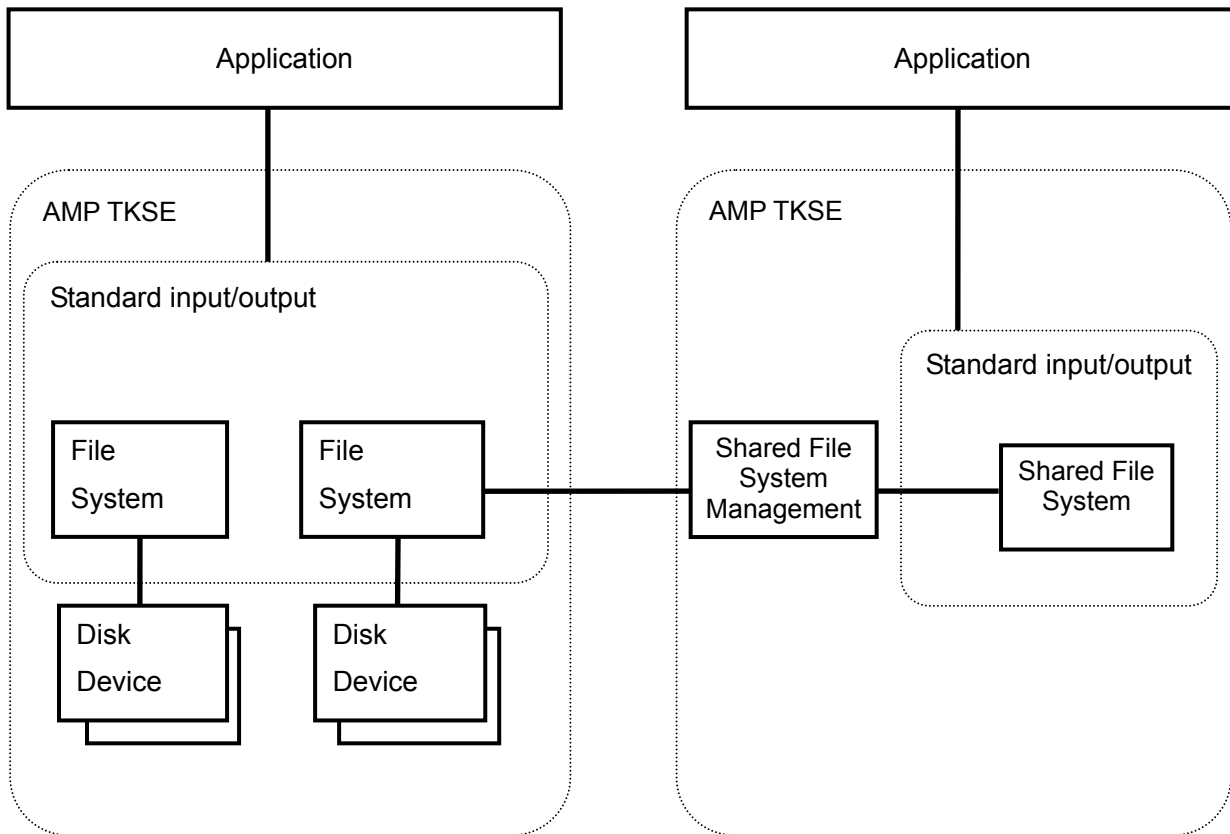 Application
Application
AMP TKSE
AMP TKSE
Standard input/output
Standard input/output
File
System
File
System
Shared File
System
Management
Shared File
System
Disk
Device
Disk
Device